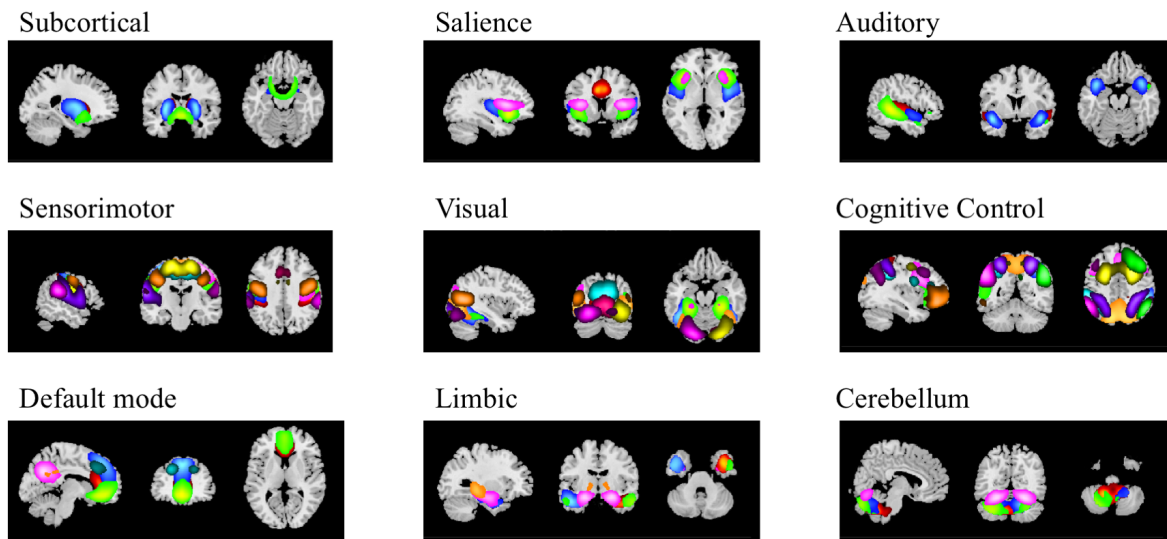 Subcortical
Salience
Auditory
Sensorimotor
Visual
Cognitive Control
Default mode
Limbic
Cerebellum